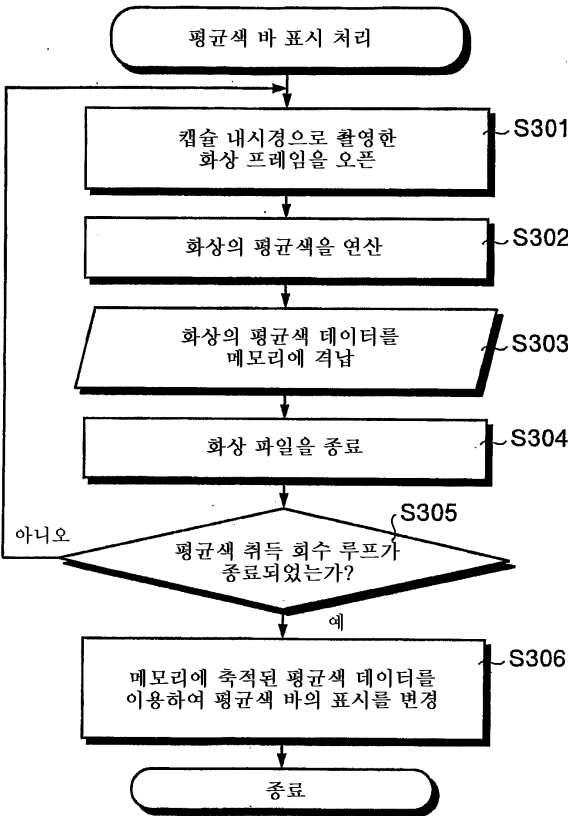 평균색 바 표시 처리
캡슐 내시경으로 촬영한
화상 프레임을 오픈
S301
화상의 평균색을 연산
S302
화상의 평균색 데이터를
메모리에 격납
S303
화상 파일을 종료
S304
S305
평균색 취득 회수 루프가
종료되었는가?
아니오
예
메모리에 축적된 평균색 데이터를
이용하여 평균색 바의 표시를 변경
S306
종료